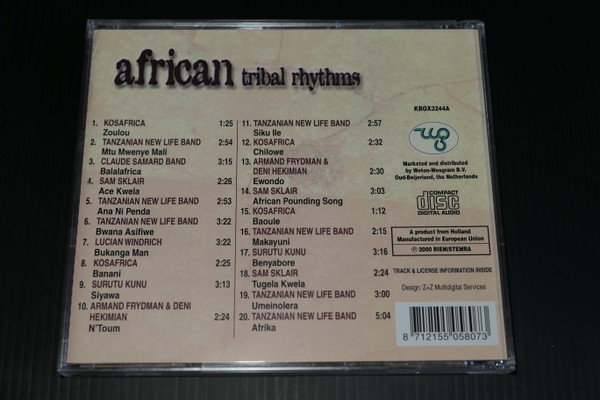 african tribal rhythms
1. KOSAFRICA 1:25
Zoulou
2. TANZANIAN NEW LIFE BAND 2:54
Mtu Mwenye Mali
3. CLAUDE SAMARD BAND 3:15
Balalafrica
4. SAM SKLAIR 2:26
Ace Kwela
5. TANZANIAN NEW LIFE BAND 2:53
Ana Ni Penda
6. TANZANIAN NEW LIFE BAND 3:22
Bwana Asifiwe
7. LUCIAN WINDRICH 3:22
Bukanga Man
8. KOSAFRICA 2:25
Banani
9. SURUTU KUNU 3:13
Siyawa
10. ARMAND FRYDMAN & DENI
HEKIMIAN 2:24
N'Toum
11. TANZANIAN NEW LIFE BAND 2:57
Siku Ile
12. KOSAFRICA 2:32
Chilowe
13. ARMAND FRYDMAN &
DENI HEKIMIAN 2:30
Ewondo
14. SAM SKLAIR 3:03
African Pounding Song
15. KOSAFRICA 1:12
Baoule
16. TANZANIAN NEW LIFE BAND 2:15
Makayuni
17. SURUTU KUNU 3:16
Benyabore
18. SAM SKLAIR 2:24
Tugela Kwela
19. TANZANIAN NEW LIFE BAND 3:00
Umeinolera
20. TANZANIAN NEW LIFE BAND 5:04
Afrika
KBOX3244A
wg
Marketed and distributed
by Weton-Wesgram B.V.
Oud-Beijerland, the Netherlands
COMPACT
disc
DIGITAL AUDIO
A product from Holland
Manufactured in European Union
℗ 2000 BIEM/STEMRA
TRACK & LICENSE INFORMATION INSIDE
Design: Z+Z Multidigital Services
8 712155 058073